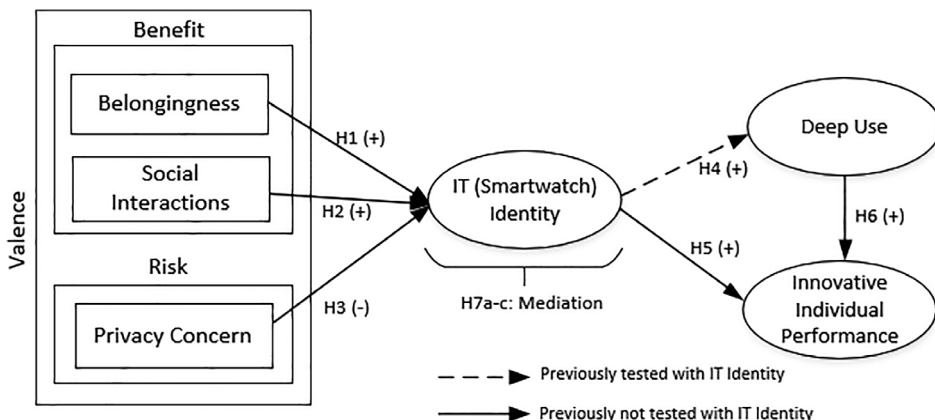 Valence
Benefit
Belongingness
Social
Interactions
Risk
Privacy Concern
H1 (+)
H2 (+)
H3 (-)
IT (Smartwatch)
Identity
H7a-c: Mediation
H4 (+)
H5 (+)
Deep Use
H6 (+)
Innovative
Individual
Performance
Previously tested with IT Identity
Previously not tested with IT Identity